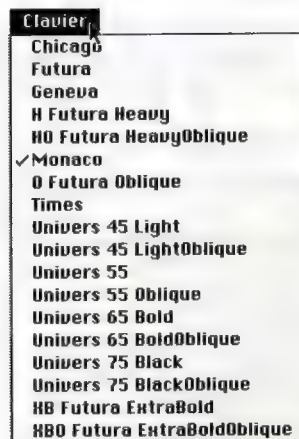 Clavier
Chicago
Futura
Geneva
H Futura Heavy
HO Futura HeavyOblique
✓Monaco
O Futura Oblique
Times
Univers 45 Light
Univers 45 LightOblique
Univers 55
Univers 55 Oblique
Univers 65 Bold
Univers 65 BoldOblique
Univers 75 Black
Univers 75 BlackOblique
XB Futura ExtraBold
XBO Futura ExtraBoldOblique